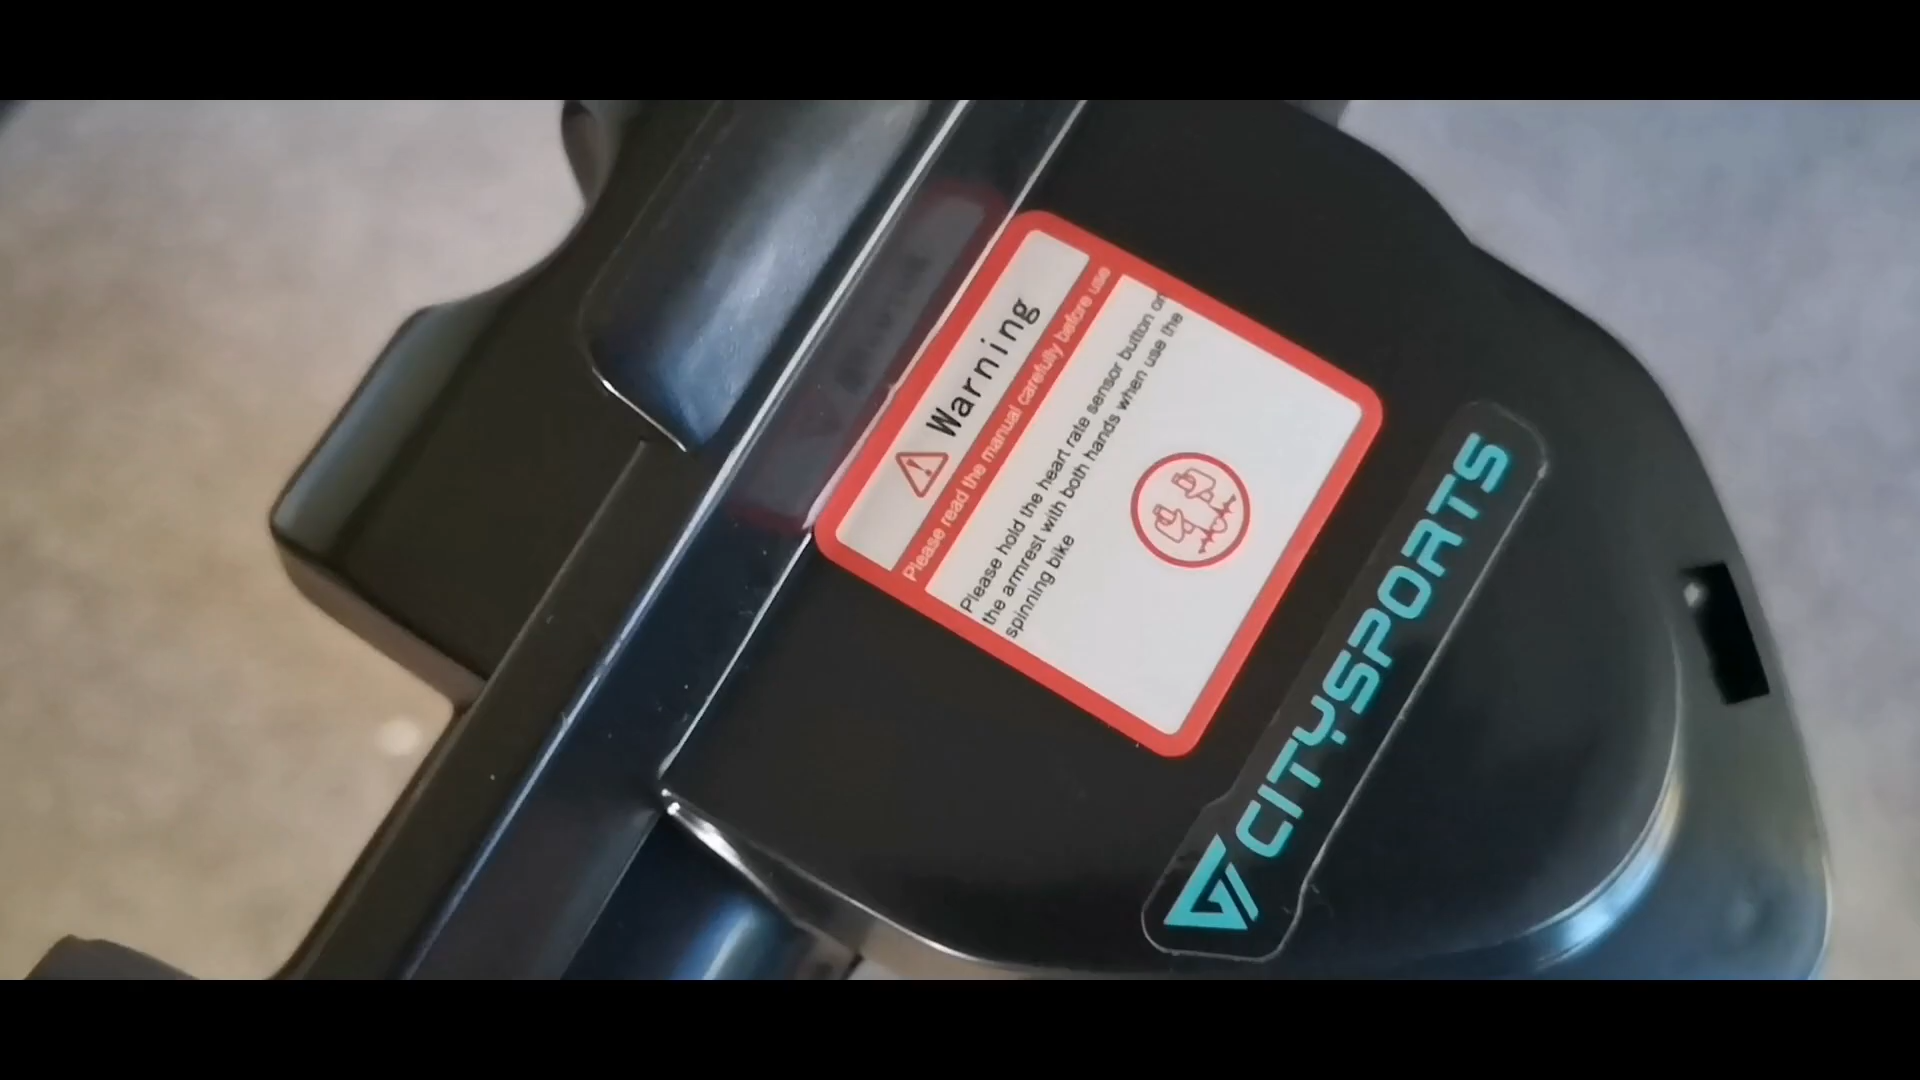 Warning
Please read the manual carefully before use
Please hold the heart rate sensor button on
the armrest with both hands when use the
spinning bike
CITYSPORTS